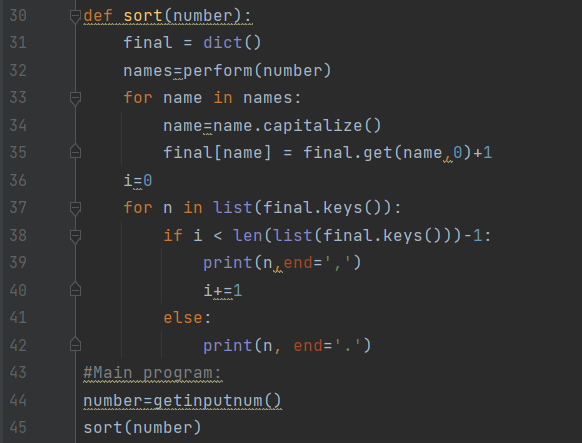 30 def sort(number):
31     final = dict()
32     names=perform(number)
33     for name in names:
34         name=name.capitalize()
35         final[name] = final.get(name,0)+1
36     i=0
37     for n in list(final.keys()):
38         if i < len(list(final.keys()))-1:
39             print(n,end=',')
40             i+=1
41         else:
42             print(n, end='.')
43 #Main program:
44 number=getinputnum()
45 sort(number)